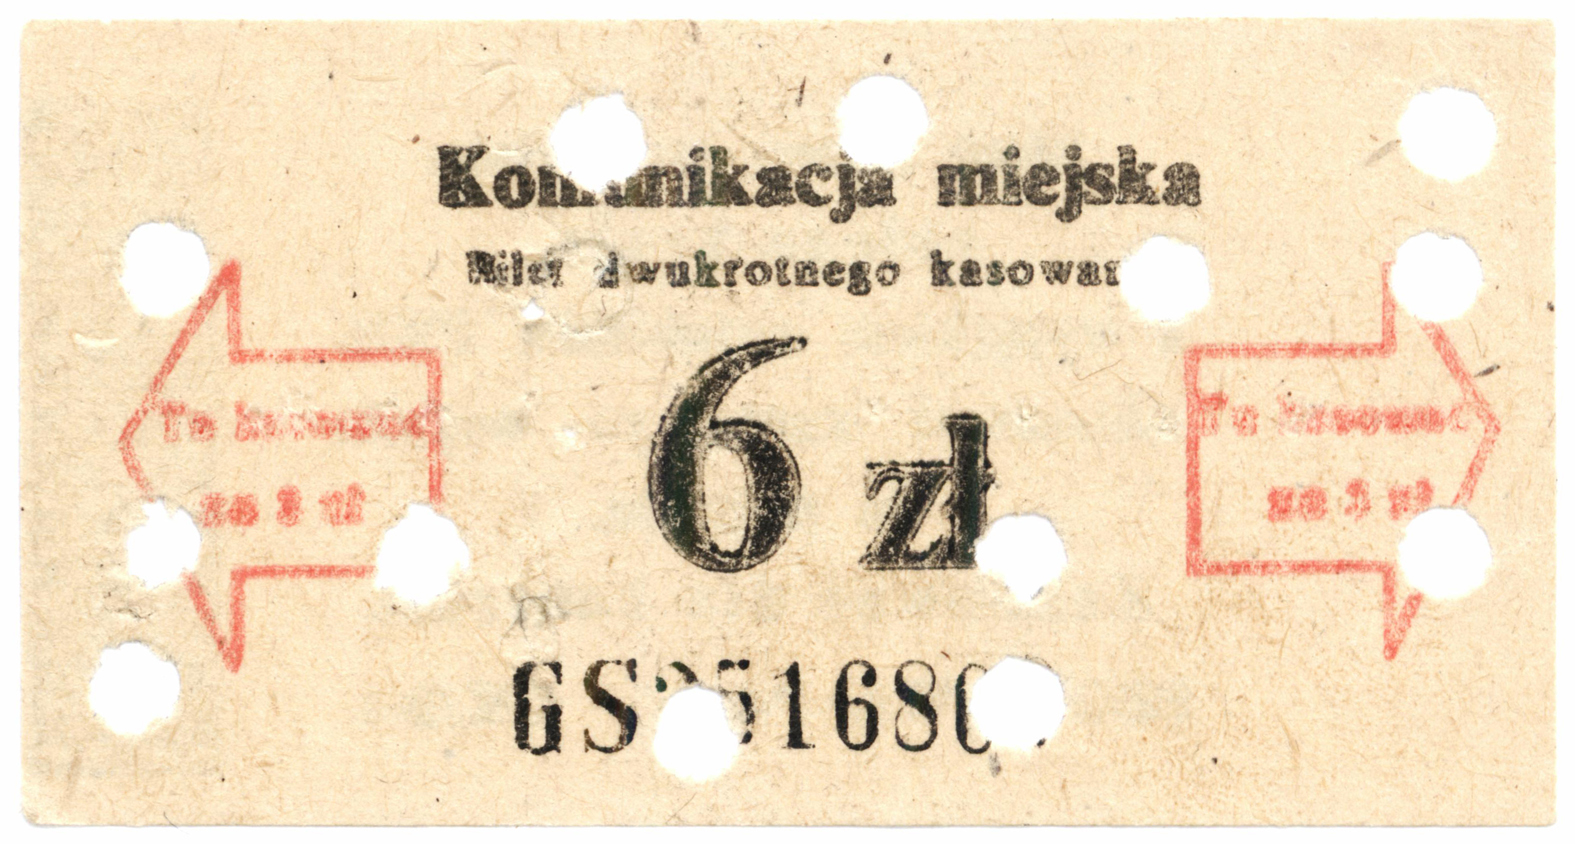 Komunikacja miejska
Bilet dwukrotnego
6 zł
Tu kasować
za 3 zł
Tu kasować
za 3 zł